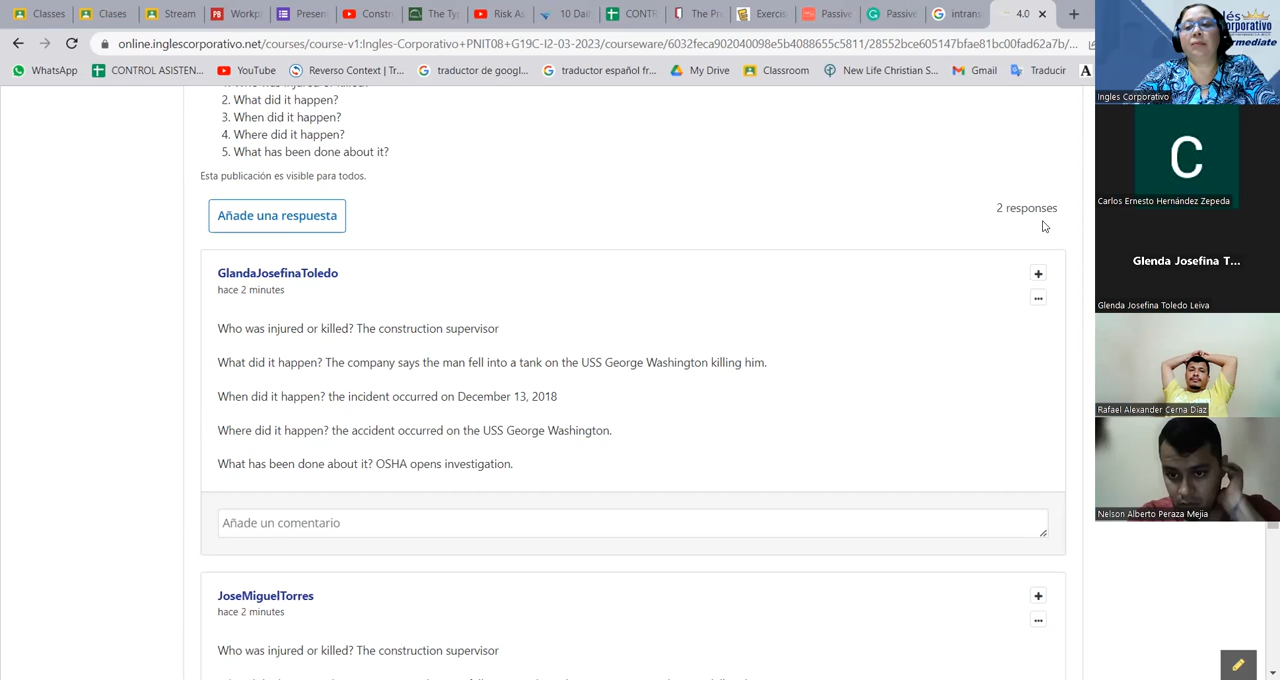 Classes
Clases
Stream
Workp
Presen
Constr
The Ty
Risk As
10 Dail
CONTR
The Pr
Exercis
Passive
Passive
intrans
4.0
online.inglescorporativo.net/courses/course-v1:Ingles-Corporativo+PNIT08+G19C-I2-03-2023/courseware/6032feca902040098e5b4088655c5811/28552bce605147bfae81bc00fad62a7b/...
WhatsApp
CONTROL ASISTEN...
YouTube
Reverso Context | Tr...
traductor de googl...
traductor español fr...
My Drive
Classroom
New Life Christian S...
Gmail
Traducir
2. What did it happen?
3. When did it happen?
4. Where did it happen?
5. What has been done about it?
Esta publicación es visible para todos.
Añade una respuesta
2 responses
GlandaJosefinaToledo
hace 2 minutes
Who was injured or killed? The construction supervisor
What did it happen? The company says the man fell into a tank on the USS George Washington killing him.
When did it happen? the incident occurred on December 13, 2018
Where did it happen? the accident occurred on the USS George Washington.
What has been done about it? OSHA opens investigation.
Añade un comentario
JoseMiguelTorres
hace 2 minutes
Who was injured or killed? The construction supervisor
Ingles Corporativo
C
Carlos Ernesto Hernández Zepeda
Glenda Josefina T...
Glenda Josefina Toledo Leiva
Rafael Alexander Cerna Diaz
Nelson Alberto Peraza Mejia